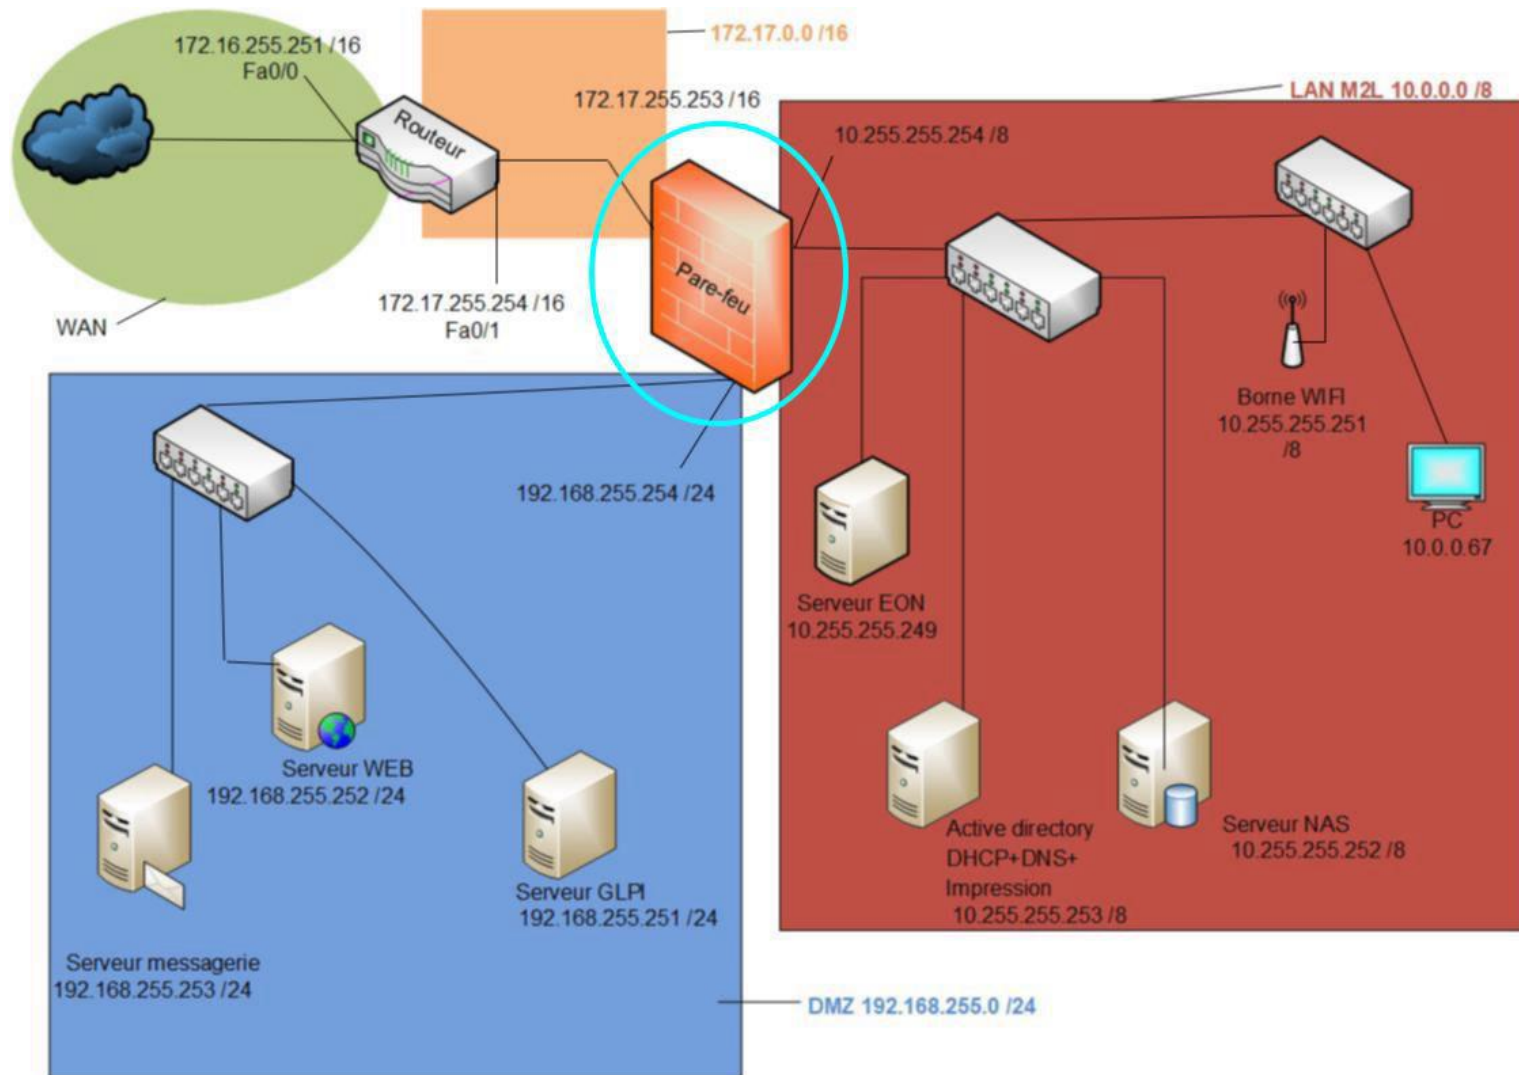 172.16.255.251 /16
Fa0/0
172.17.0.0 /16
172.17.255.253 /16
LAN M2L 10.0.0.0 /8
Routeur
10.255.255.254 /8
Pare-feu
172.17.255.254 /16
Fa0/1
WAN
Borne WIFI
10.255.255.251
/8
192.168.255.254 /24
PC
10.0.0.67
Serveur EON
10.255.255.249
Serveur WEB
192.168.255.252 /24
Active directory
DHCP+DNS+
Impression
10.255.255.253 /8
Serveur NAS
10.255.255.252 /8
Serveur GLPI
192.168.255.251 /24
Serveur messagerie
192.168.255.253 /24
DMZ 192.168.255.0 /24